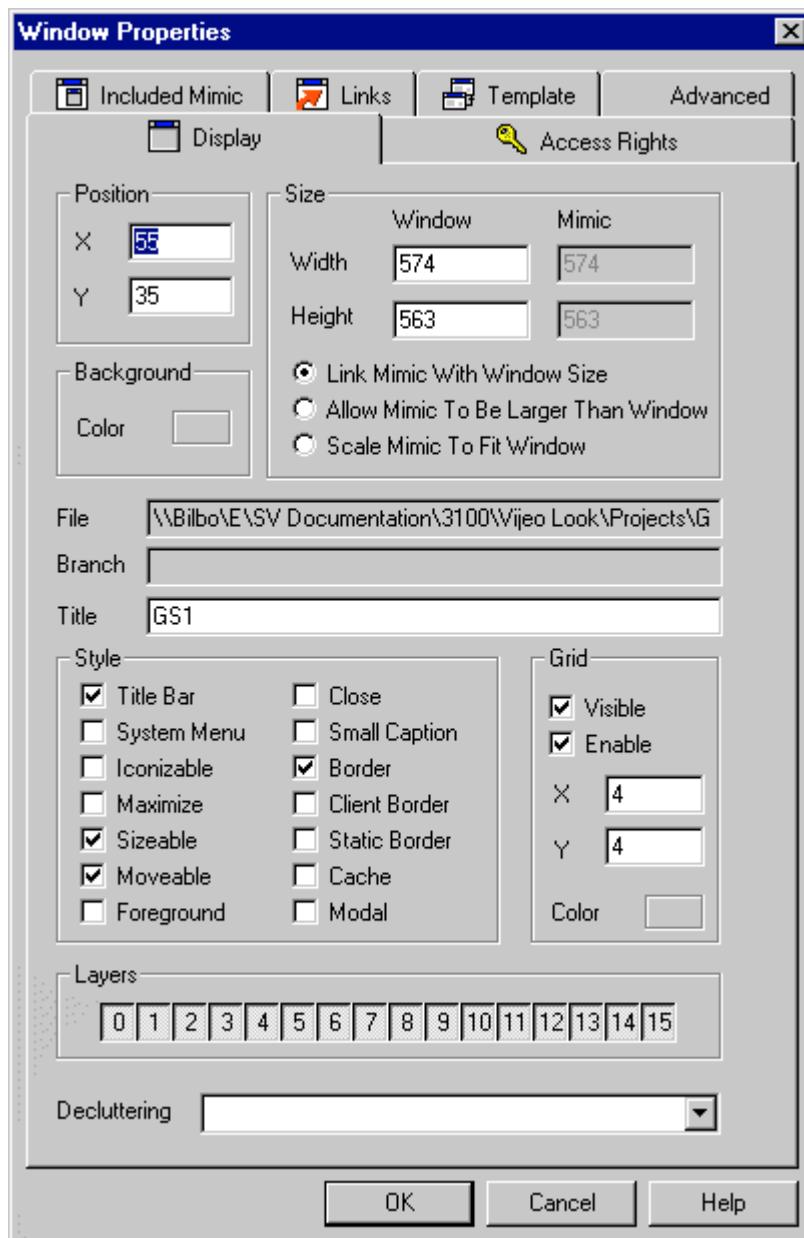 Window Properties
Included Mimic
Links
Template
Advanced
Display
Access Rights
Position
X 55
Y 35
Size
Window Mimic
Width 574 574
Height 563 563
Link Mimic With Window Size
Allow Mimic To Be Larger Than Window
Scale Mimic To Fit Window
Background
Color
File \\Bilbo\E\SV Documentation\3100\Vijeo Look\Projects\G
Branch
Title GS1
Style
Title Bar
System Menu
Iconizable
Maximize
Sizeable
Moveable
Foreground
Close
Small Caption
Border
Client Border
Static Border
Cache
Modal
Grid
Visible
Enable
X 4
Y 4
Color
Layers
0 1 2 3 4 5 6 7 8 9 10 11 12 13 14 15
Decluttering
OK Cancel Help